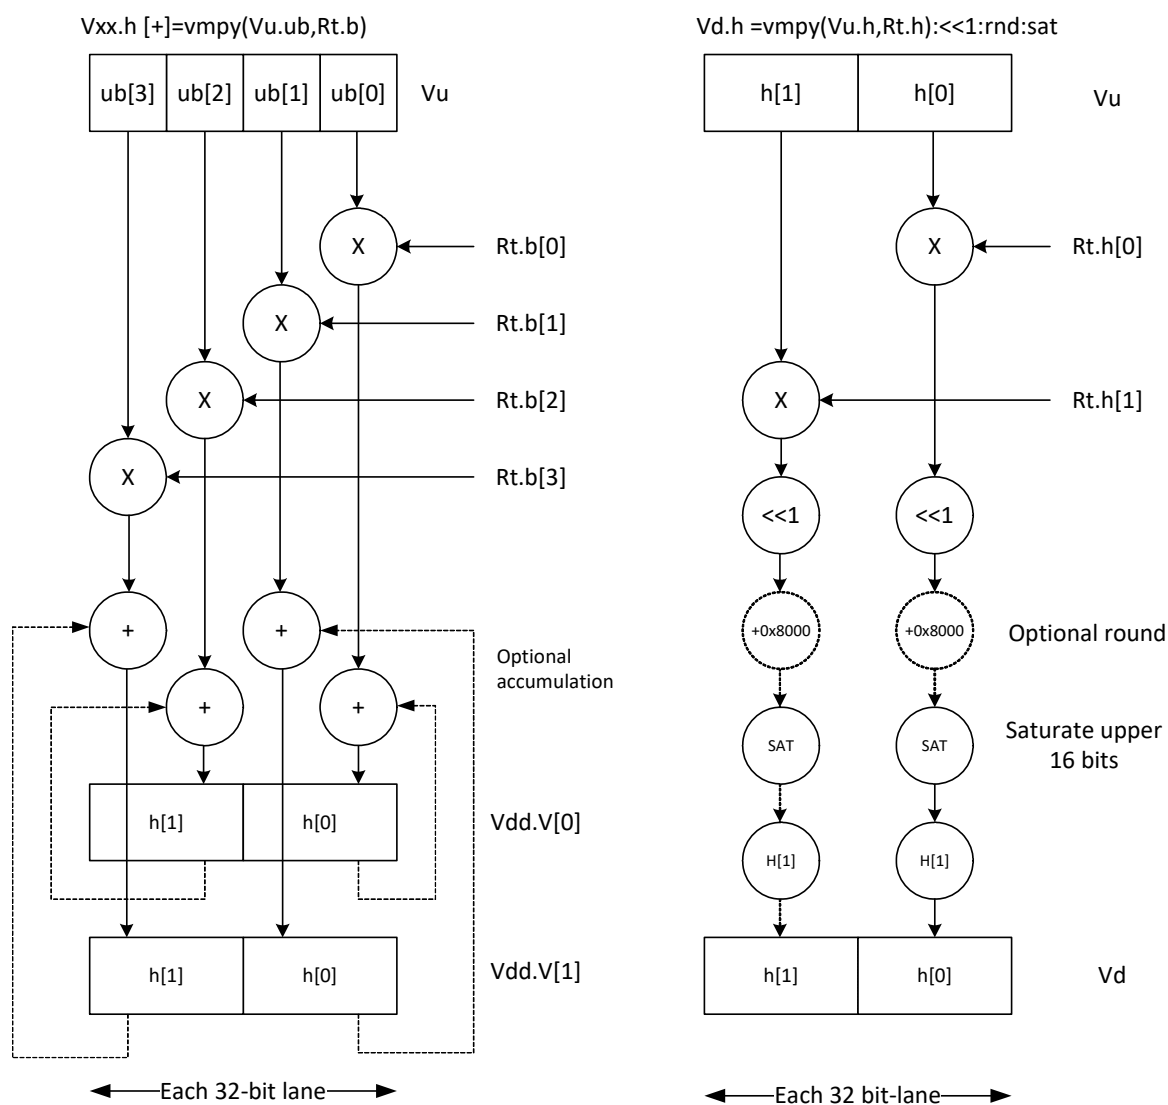 Vxx.h [+]=vmpy(Vu.ub,Rt.b)
ub[3] ub[2] ub[1] ub[0] Vu
X Rt.b[0]
X Rt.b[1]
X Rt.b[2]
X Rt.b[3]
+ +
Optional
accumulation
+ +
h[1] h[0] Vdd.V[0]
h[1] h[0] Vdd.V[1]
Each 32-bit lane
Vd.h =vmpy(Vu.h,Rt.h):<<1:rnd:sat
h[1] h[0] Vu
X Rt.h[0]
X Rt.h[1]
<<1 <<1
+0x8000 +0x8000 Optional round
SAT SAT Saturate upper
16 bits
H[1] H[1]
h[1] h[0] Vd
Each 32 bit-lane